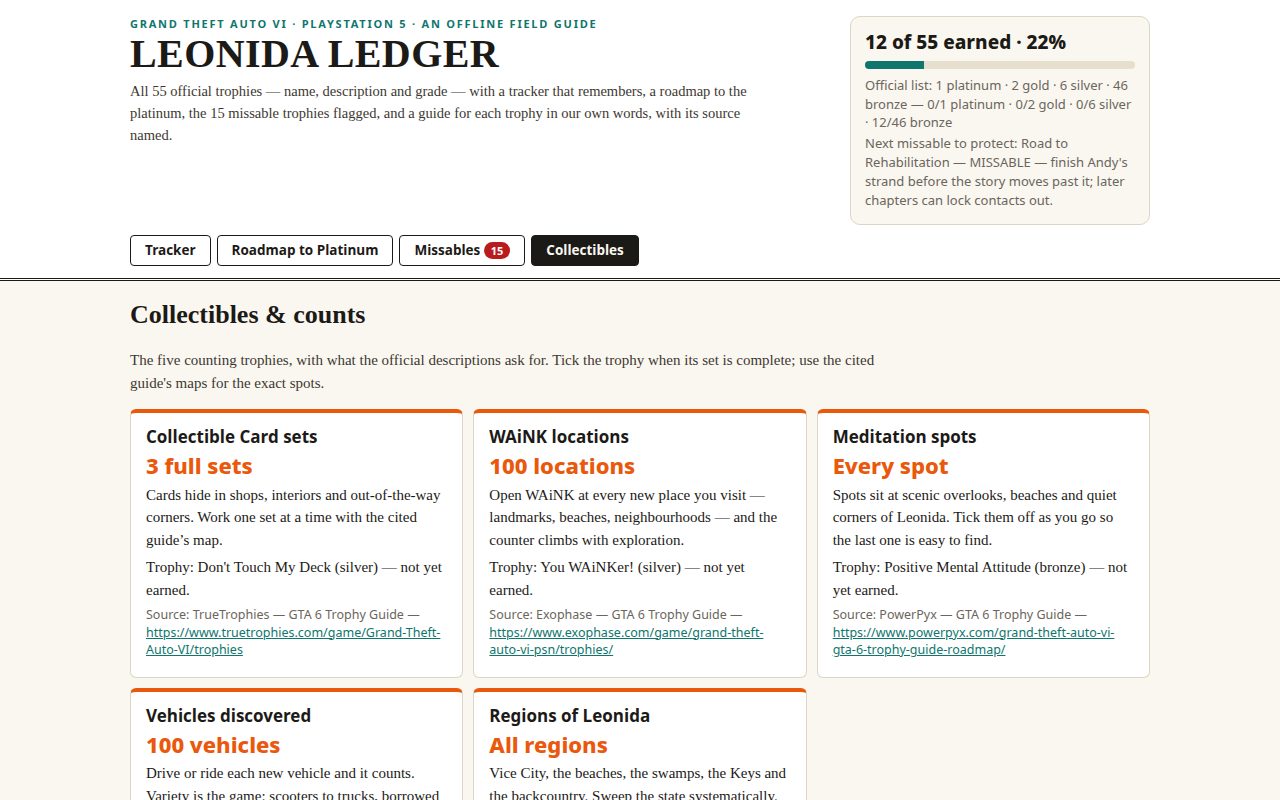 GRAND THEFT AUTO VI · PLAYSTATION 5 · AN OFFLINE FIELD GUIDE
LEONIDA LEDGER
All 55 official trophies — name, description and grade — with a tracker that remembers, a roadmap to the
platinum, the 15 missable trophies flagged, and a guide for each trophy in our own words, with its source
named.
12 of 55 earned · 22%
Official list: 1 platinum · 2 gold · 6 silver · 46
bronze — 0/1 platinum · 0/2 gold · 0/6 silver
· 12/46 bronze
Next missable to protect: Road to
Rehabilitation — MISSABLE — finish Andy's
strand before the story moves past it; later
chapters can lock contacts out.
Tracker
Roadmap to Platinum
Missables 15
Collectibles
Collectibles & counts
The five counting trophies, with what the official descriptions ask for. Tick the trophy when its set is complete; use the cited
guide's maps for the exact spots.
Collectible Card sets
3 full sets
Cards hide in shops, interiors and out-of-the-way
corners. Work one set at a time with the cited
guide’s map.
Trophy: Don't Touch My Deck (silver) — not yet
earned.
Source: TrueTrophies — GTA 6 Trophy Guide —
https://www.truetrophies.com/game/Grand-Theft-
Auto-VI/trophies
WAiNK locations
100 locations
Open WAiNK at every new place you visit —
landmarks, beaches, neighbourhoods — and the
counter climbs with exploration.
Trophy: You WAiNKer! (silver) — not yet
earned.
Source: Exophase — GTA 6 Trophy Guide —
https://www.exophase.com/game/grand-theft-
auto-vi-psn/trophies/
Meditation spots
Every spot
Spots sit at scenic overlooks, beaches and quiet
corners of Leonida. Tick them off as you go so
the last one is easy to find.
Trophy: Positive Mental Attitude (bronze) — not
yet earned.
Source: PowerPyx — GTA 6 Trophy Guide —
https://www.powerpyx.com/grand-theft-auto-vi-
gta-6-trophy-guide-roadmap/
Vehicles discovered
100 vehicles
Drive or ride each new vehicle and it counts.
Variety is the game: scooters to trucks, borrowed
Regions of Leonida
All regions
Vice City, the beaches, the swamps, the Keys and
the backcountry. Sweep the state systematically.